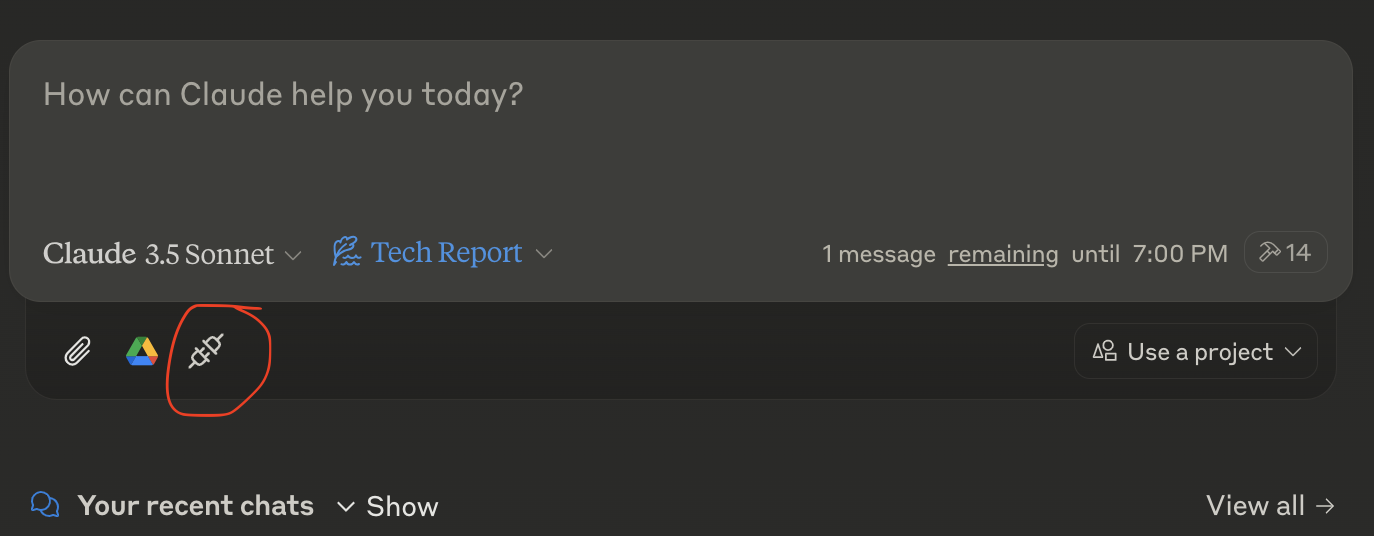 How can Claude help you today?
Claude 3.5 Sonnet Tech Report 1 message remaining until 7:00 PM 14
Use a project
Your recent chats Show View all →